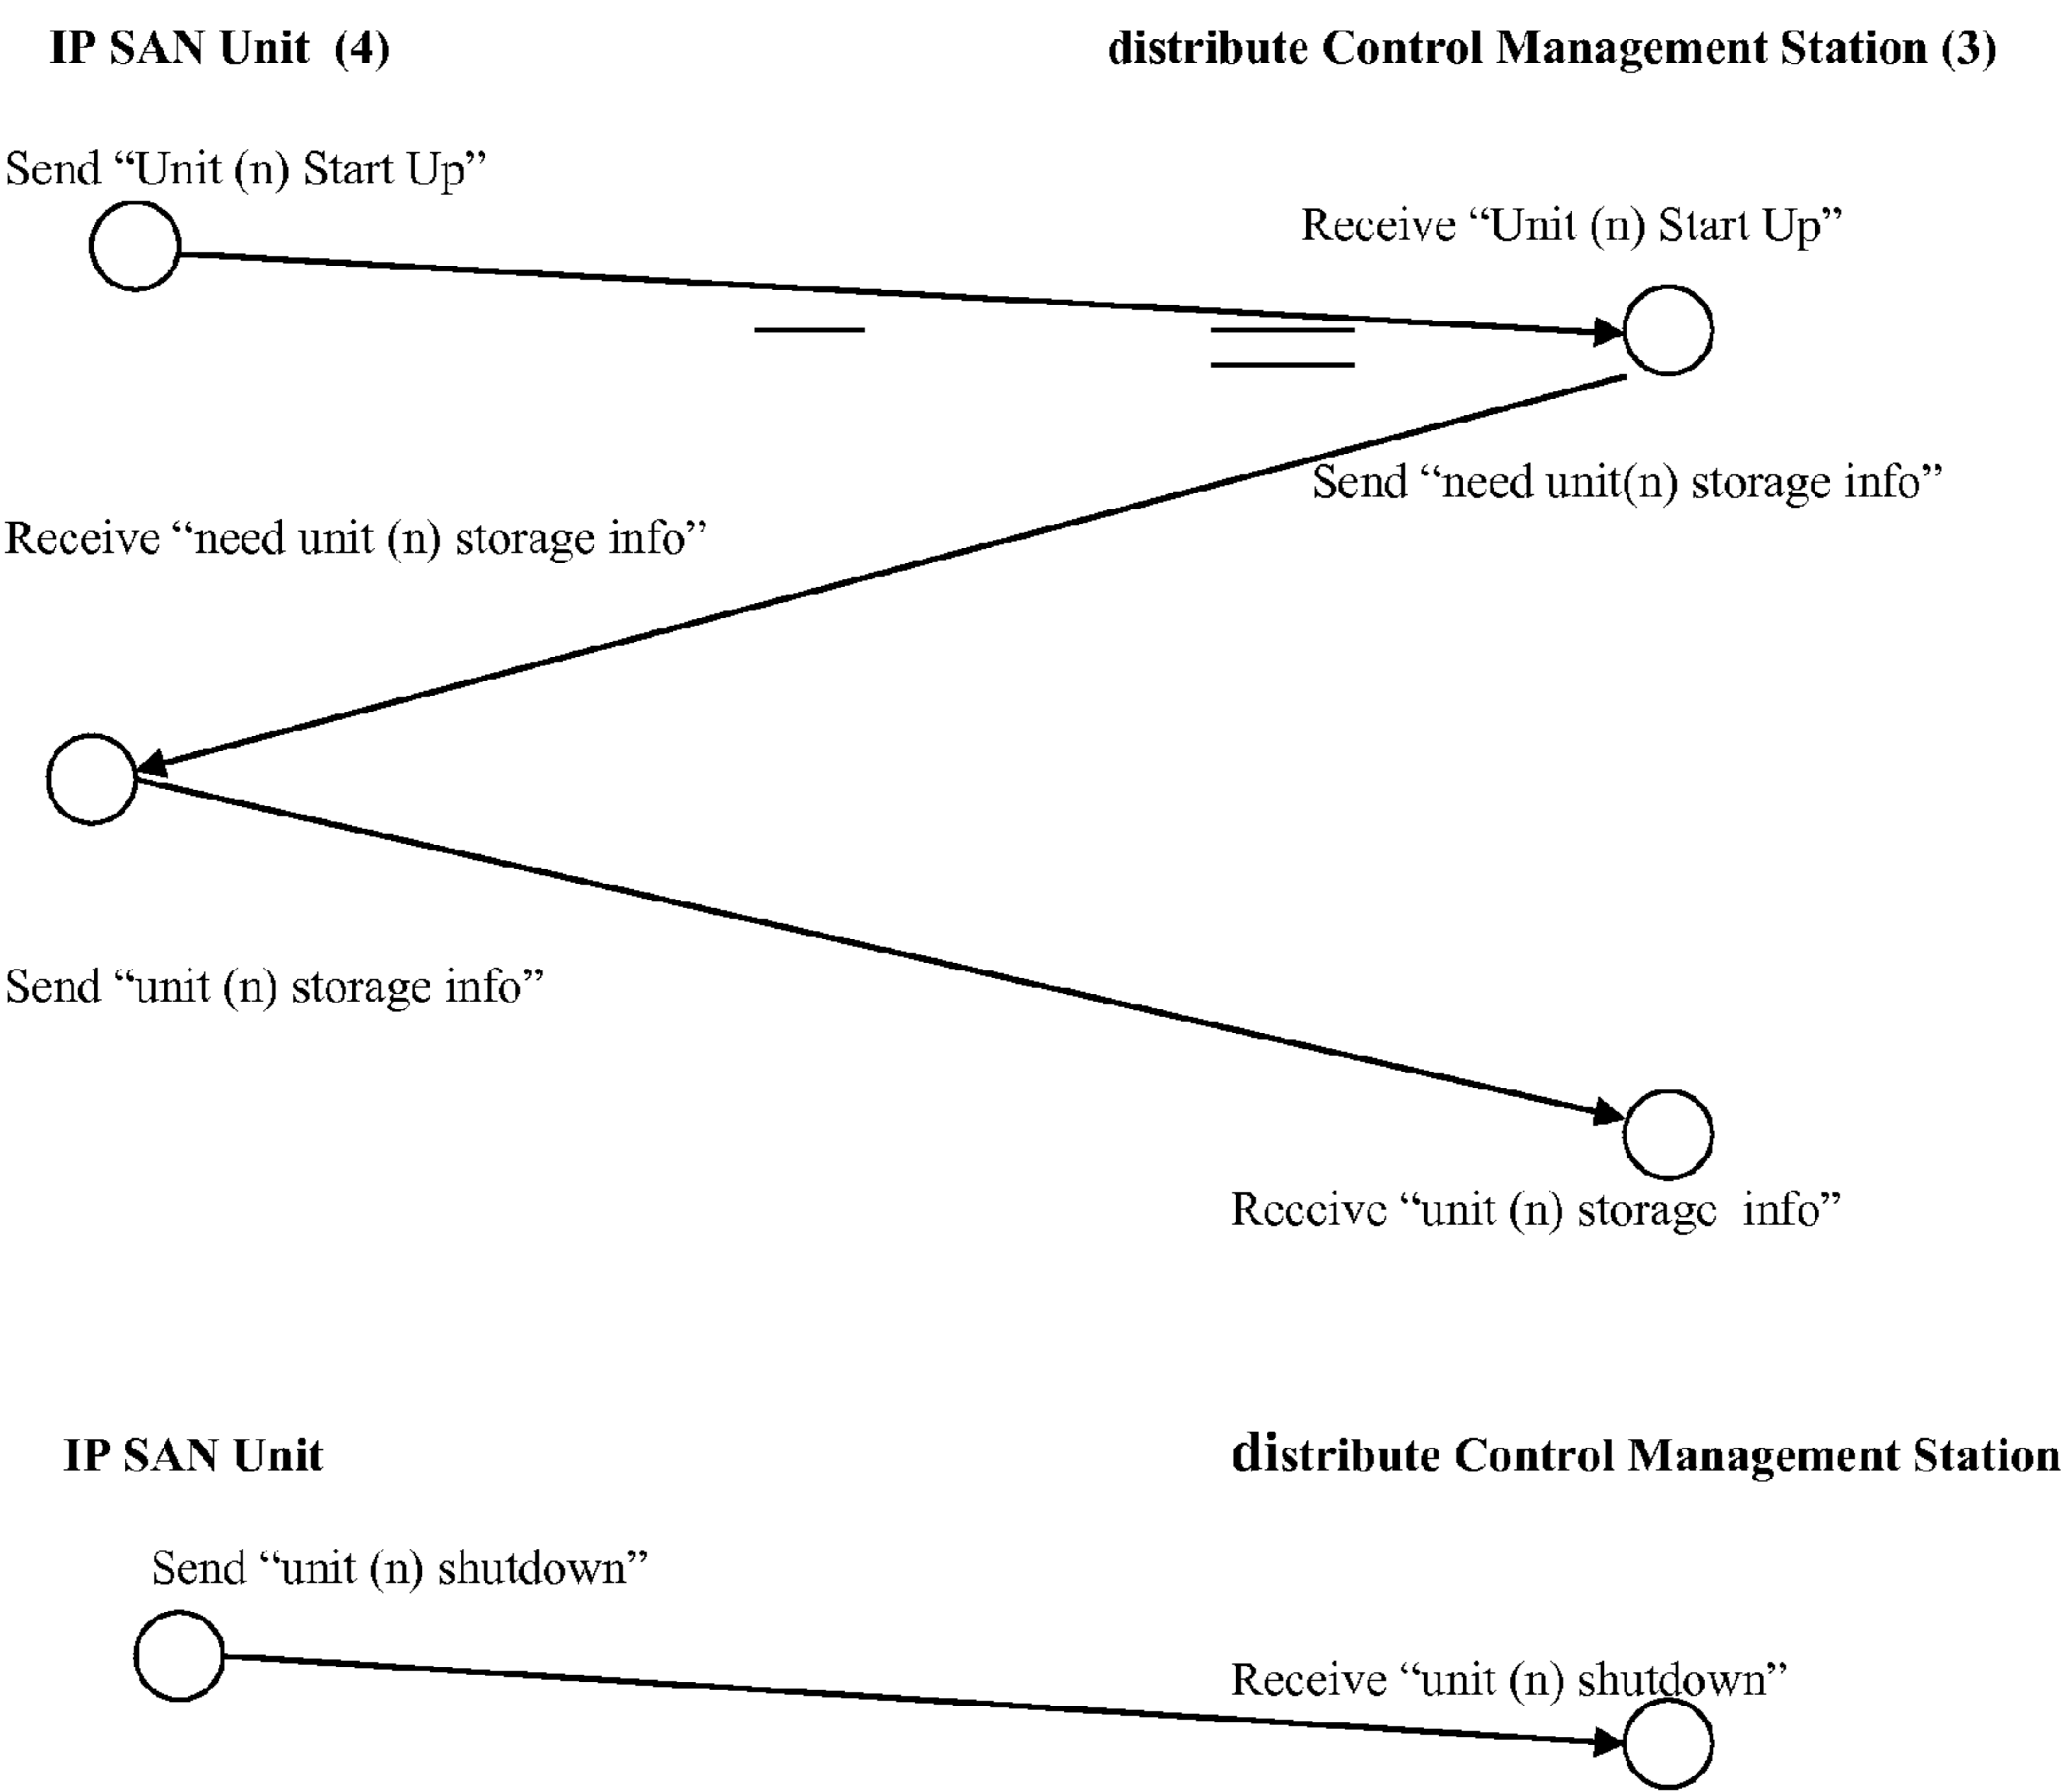 IP SAN Unit (4)
distribute Control Management Station (3)
Send “Unit (n) Start Up”
Receive “Unit (n) Start Up”
Send “need unit(n) storage info”
Receive “need unit (n) storage info”
Send “unit (n) storage info”
Receive “unit (n) storage info”
IP SAN Unit
distribute Control Management Station
Send “unit (n) shutdown”
Receive “unit (n) shutdown”